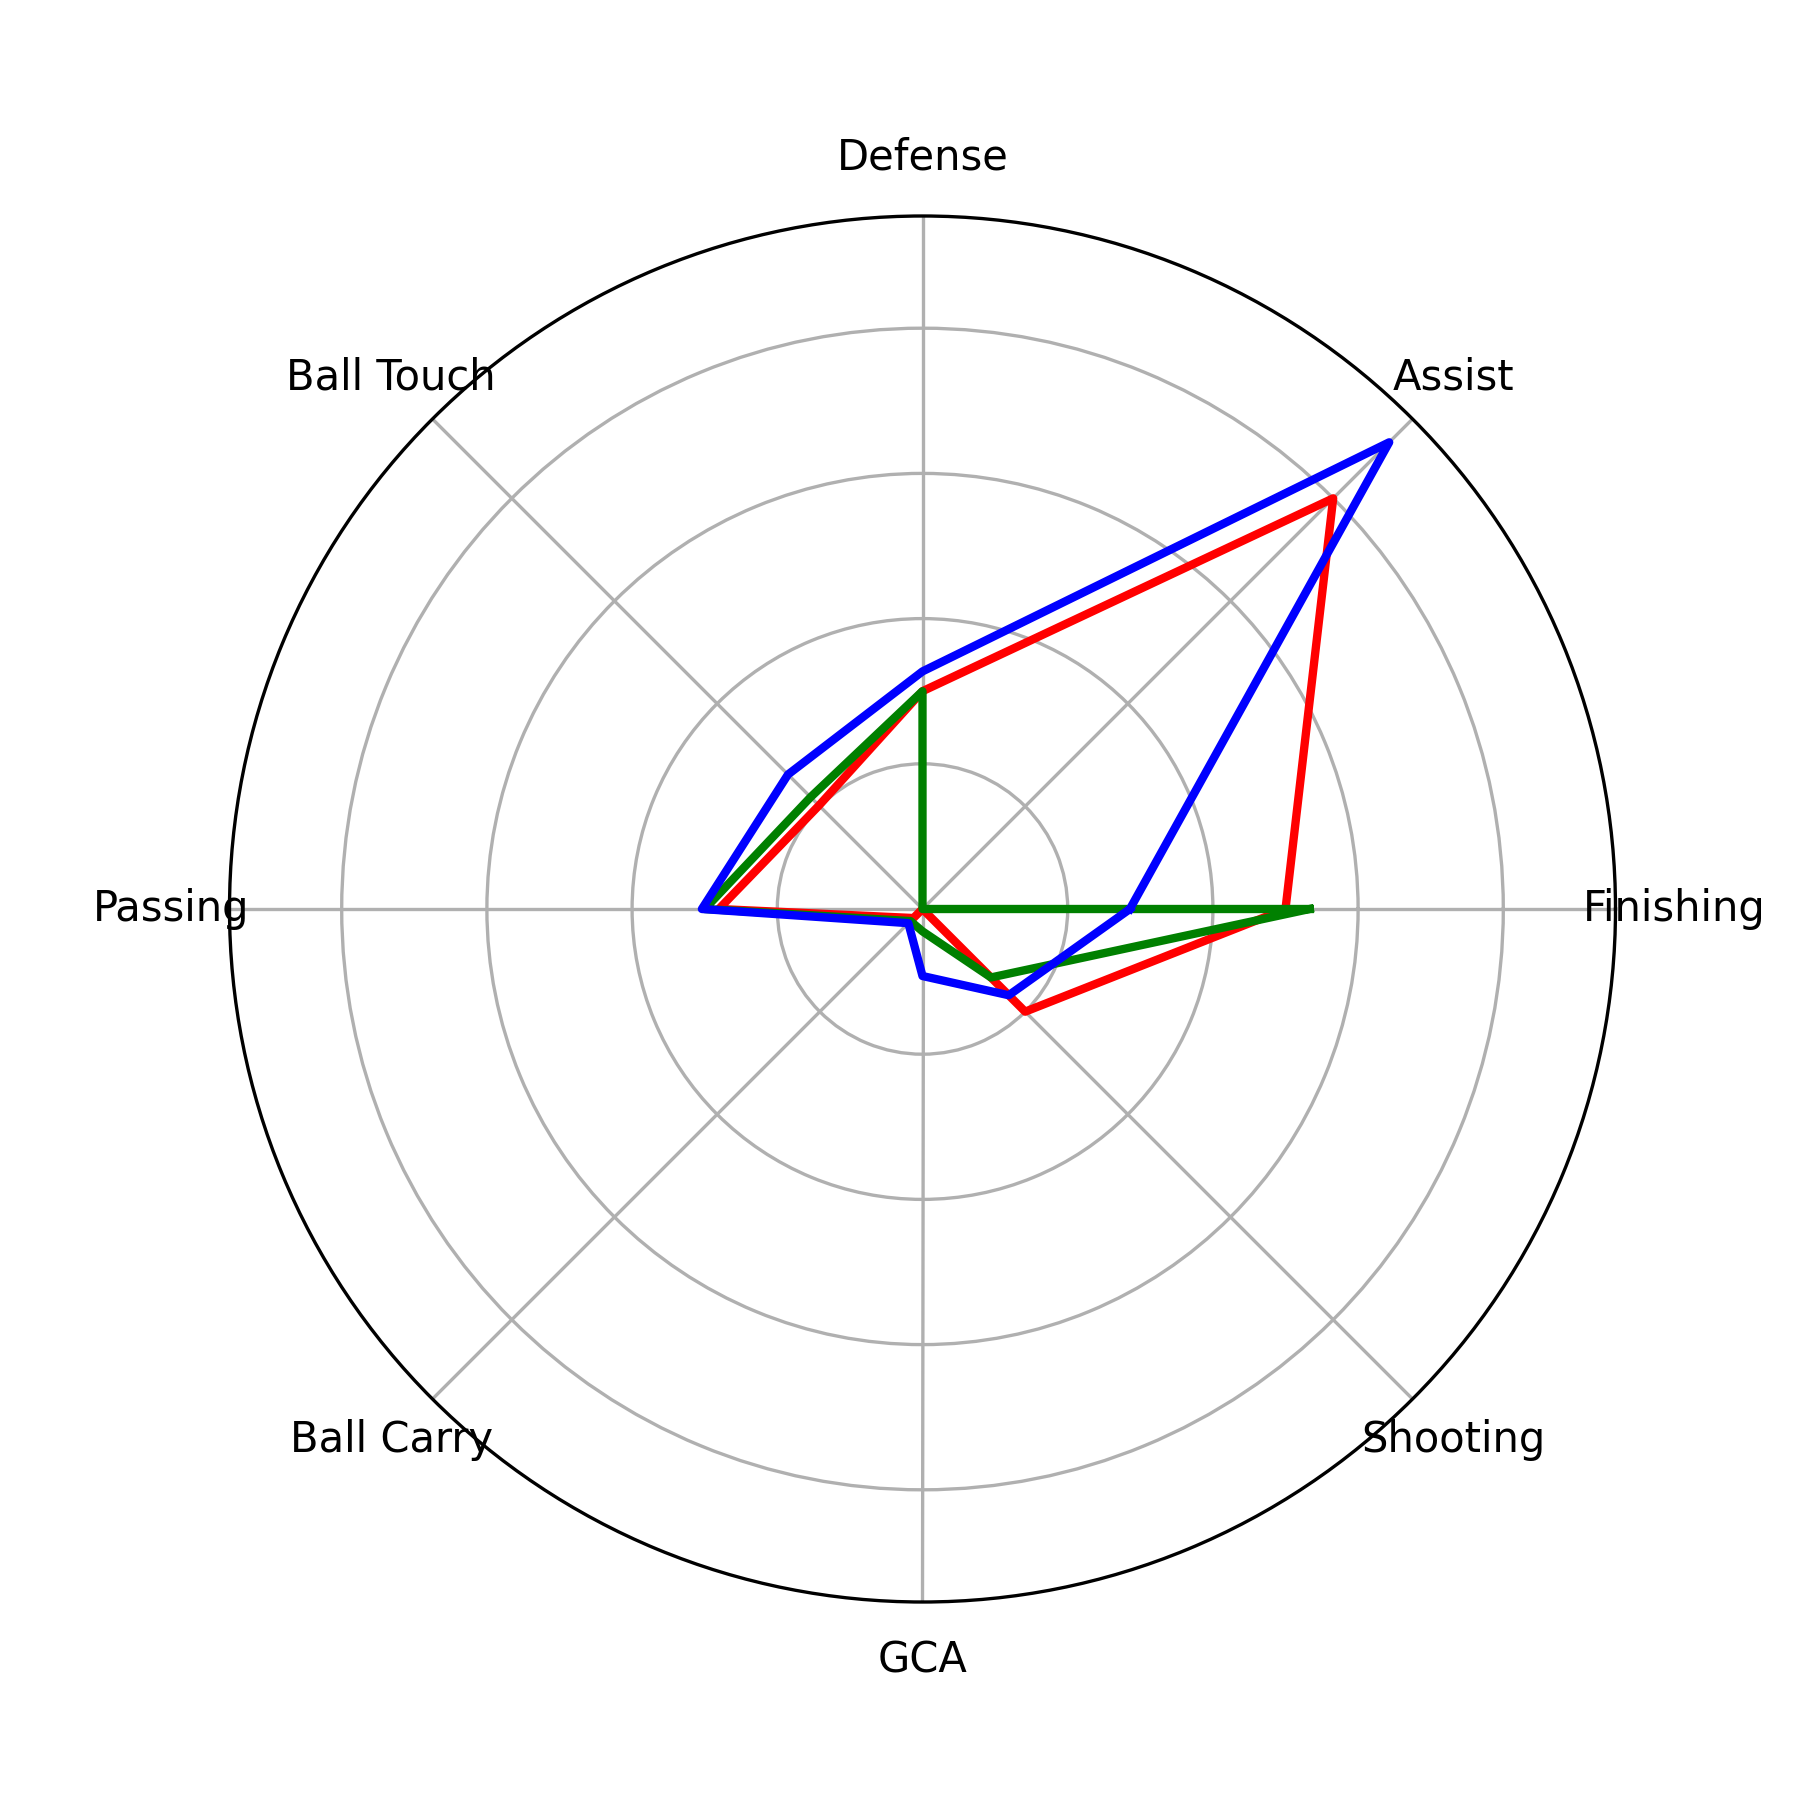 Defense
Ball Touch
Assist
Passing
Finishing
Ball Carry
Shooting
GCA